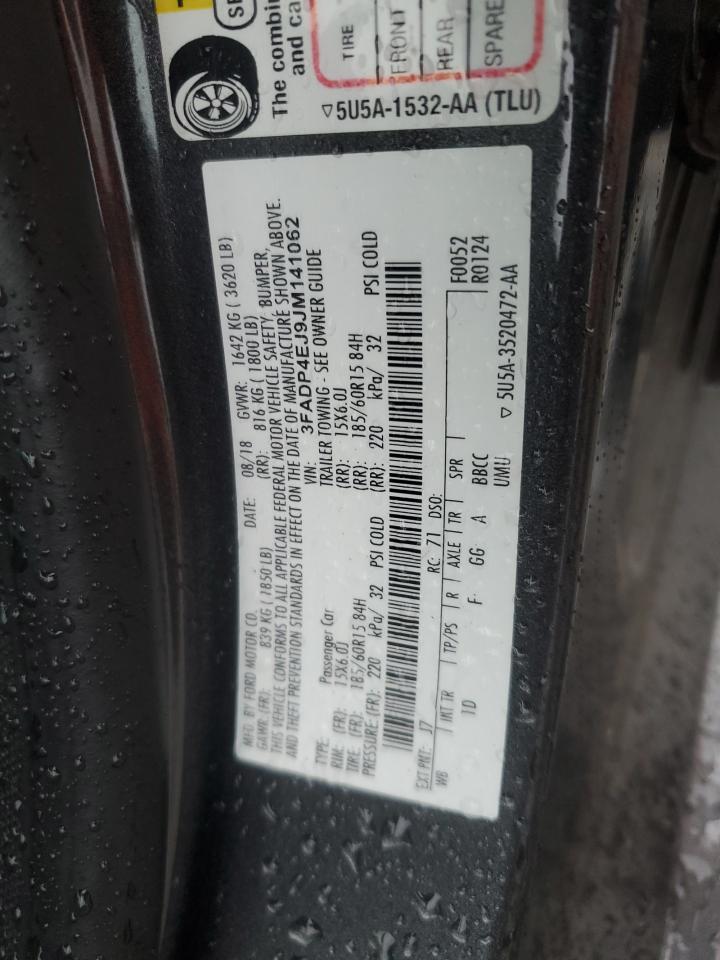 SE
The combin
and ca
TIRE
FRONT
REAR
SPARE
▽5U5A-1532-AA (TLU)
MFD. BY FORD MOTOR CO. DATE: 08/18 GVWR: 1642 KG ( 3620 LB)
GAWR: (FR): 839 KG ( 1850 LB) (RR): 816 KG ( 1800 LB)
THIS VEHICLE CONFORMS TO ALL APPLICABLE FEDERAL MOTOR VEHICLE SAFETY, BUMPER,
AND THEFT PREVENTION STANDARDS IN EFFECT ON THE DATE OF MANUFACTURE SHOWN ABOVE.
VIN: 3FADP4EJ9JM141062
TYPE: Passenger Car TRAILER TOWING - SEE OWNER GUIDE
RIM: (FR): 15X6.0J (RR): 15X6.0J
TIRE: (FR): 185/60R15 84H (RR): 185/60R15 84H
PRESSURE:(FR): 220 kPa/ 32 PSI COLD (RR): 220 kPa/ 32 PSI COLD
EXT PNT: J7 RC: 71 DSO: F0052
WB INT TR TP/PS R AXLE TR SPR R0124
1D F GG A BBCC
UMU ▽ 5U5A-3520472-AA